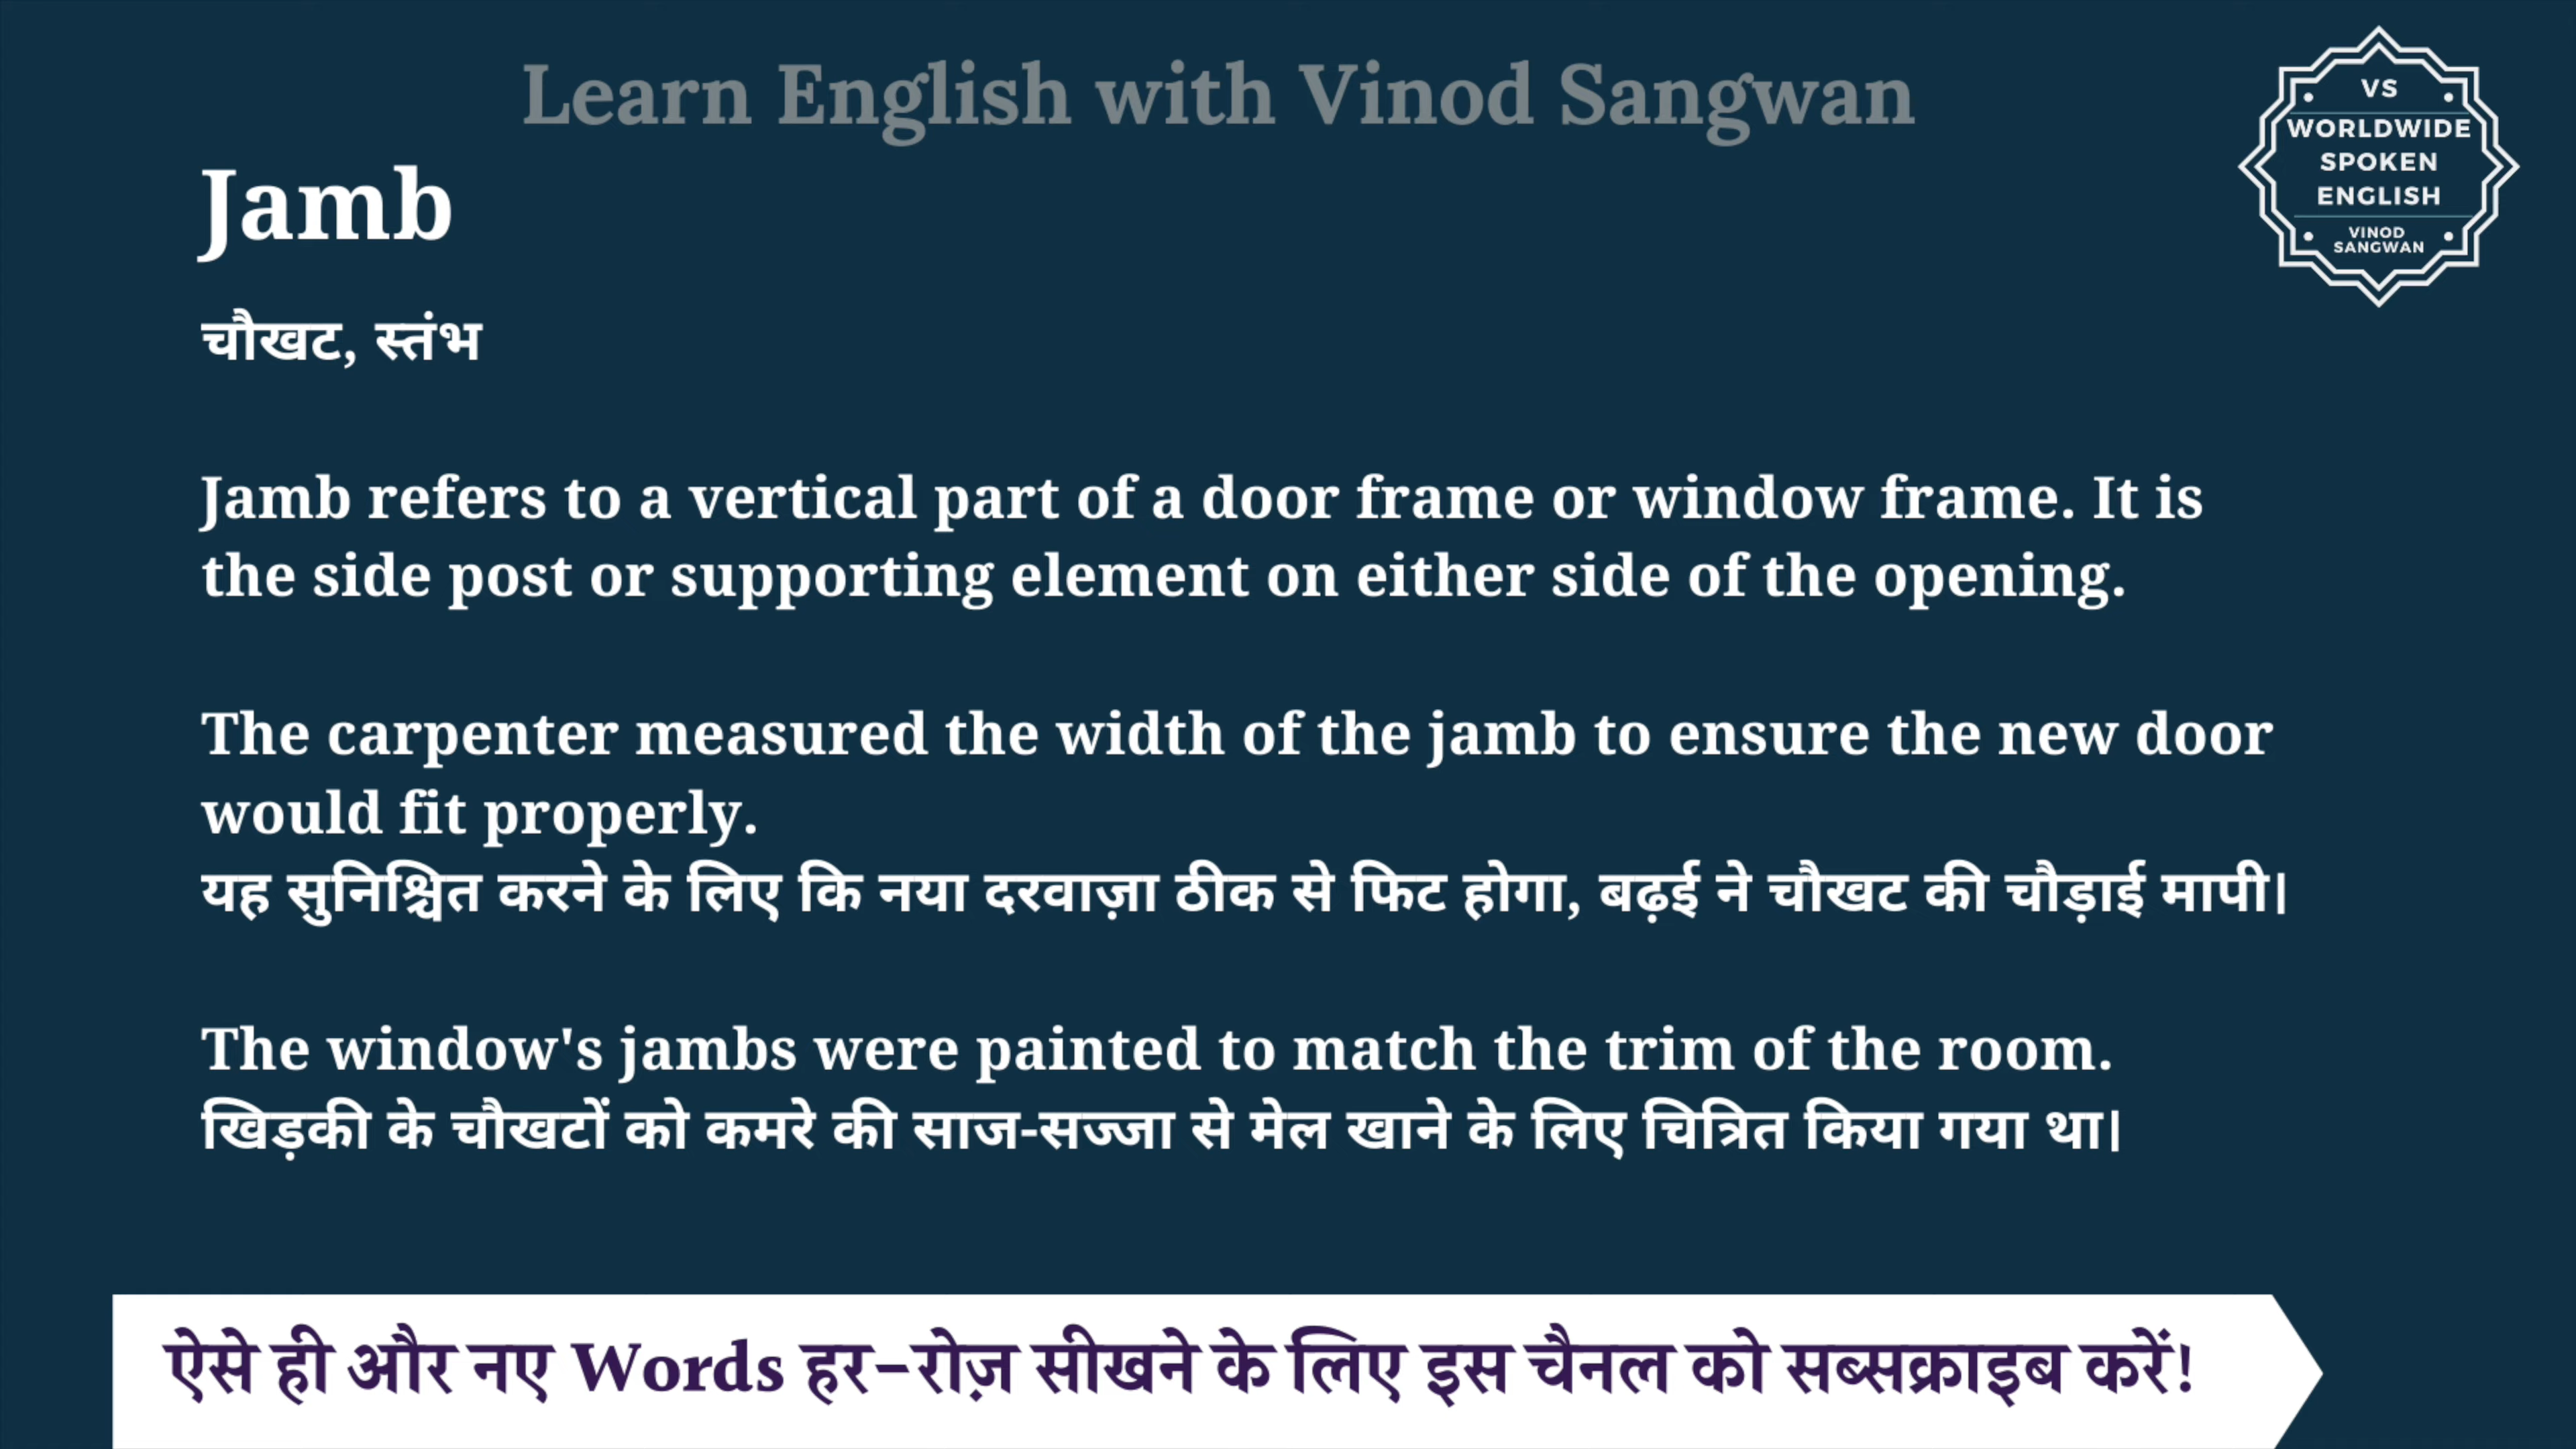 Learn English with Vinod Sangwan
VS
WORLDWIDE
SPOKEN
ENGLISH
VINOD
SANGWAN
Jamb
चौखट, स्तंभ
Jamb refers to a vertical part of a door frame or window frame. It is
the side post or supporting element on either side of the opening.
The carpenter measured the width of the jamb to ensure the new door
would fit properly.
यह सुनिश्चित करने के लिए कि नया दरवाज़ा ठीक से फिट होगा, बढ़ई ने चौखट की चौड़ाई मापी।
The window's jambs were painted to match the trim of the room.
खिड़की के चौखटों को कमरे की साज-सज्जा से मेल खाने के लिए चित्रित किया गया था।
ऐसे ही और नए Words हर-रोज़ सीखने के लिए इस चैनल को सब्सक्राइब करें!